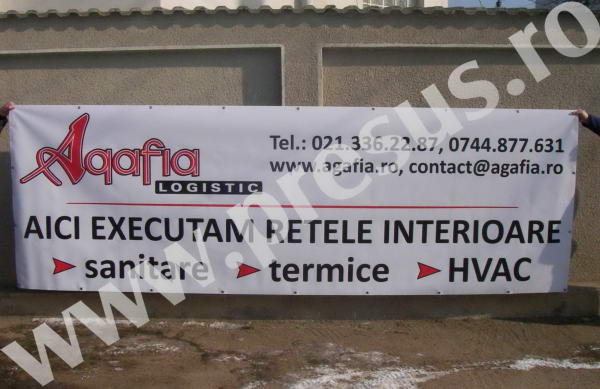 Agafia
LOGISTIC
Tel.: 021.336.22.87, 0744.877.631
www.agafia.ro, contact@agafia.ro
AICI EXECUTAM RETELE INTERIOARE
sanitare termice HVAC
www.presus.ro